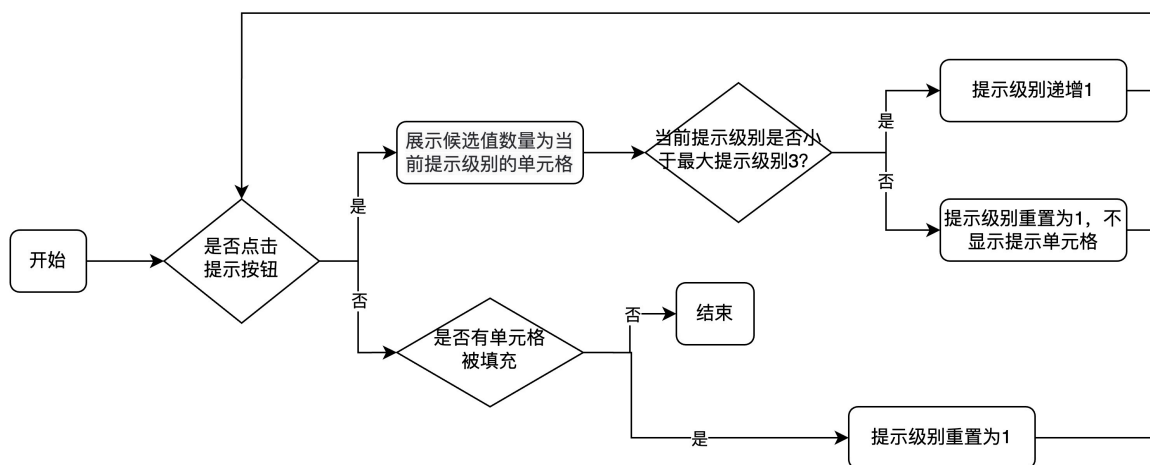 开始
是否点击
提示按钮
是
展示候选值数量为当
前提示级别的单元格
当前提示级别是否小
于最大提示级别3?
是
提示级别递增1
否
提示级别重置为1，不
显示提示单元格
否
是否有单元格
被填充
否
结束
是
提示级别重置为1